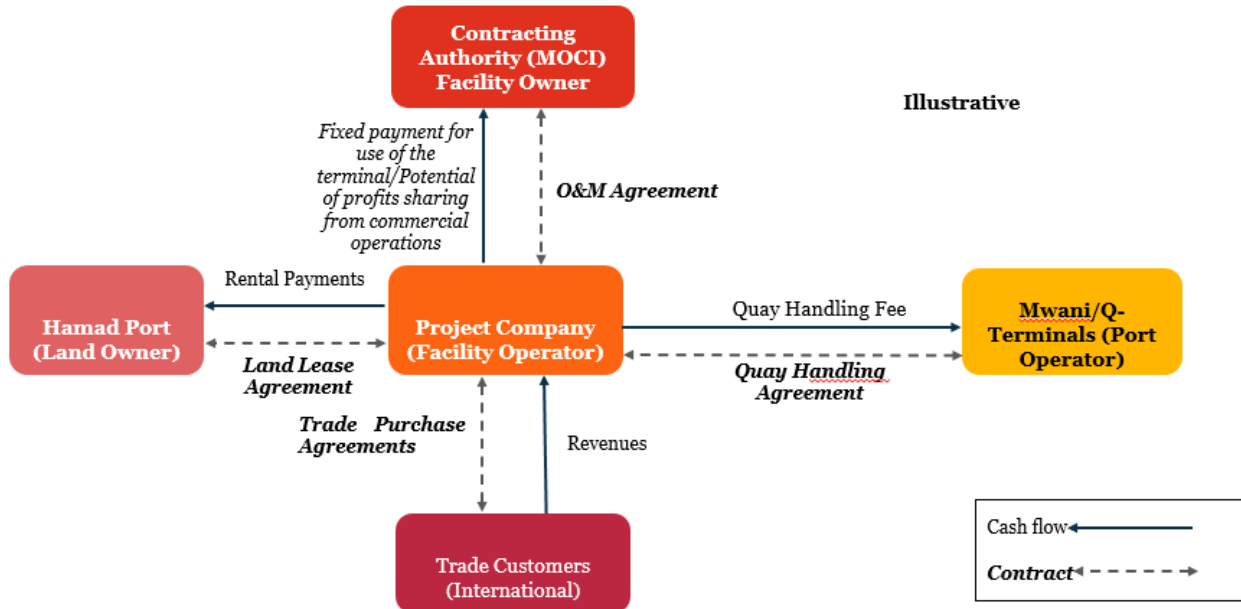 Contracting
Authority (MOCI)
Facility Owner
Illustrative
Fixed payment for
use of the
terminal/Potential
of profits sharing
from commercial
operations
O&M Agreement
Rental Payments
Hamad Port
(Land Owner)
Land Lease
Agreement
Project Company
(Facility Operator)
Quay Handling Fee
Quay Handling
Agreement
Mwani/Q-
Terminals (Port
Operator)
Trade Purchase
Agreements
Revenues
Trade Customers
(International)
Cash flow
Contract